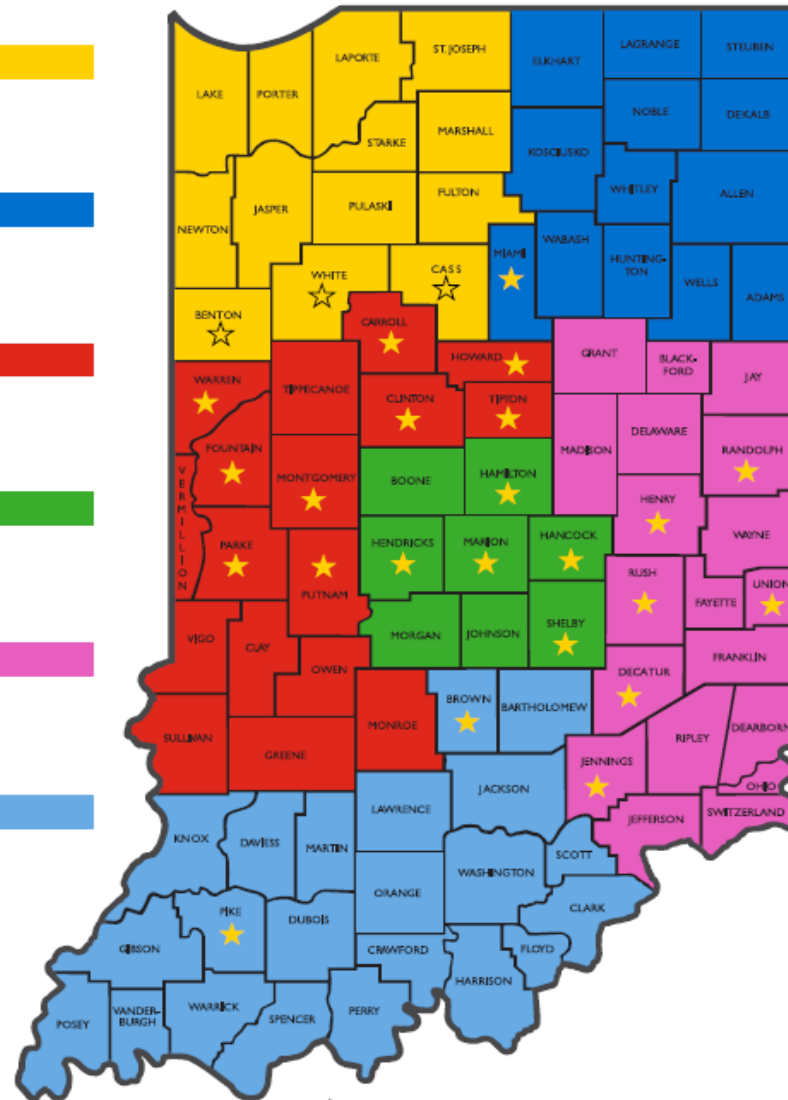 LAPORTE
ST. JOSEPH
ELKHART
LAGRANGE
STEUBEN
LAKE
PORTER
STARKE
MARSHALL
NOBLE
DEKALB
KOSCIUSKO
NEWTON
JASPER
PULASKI
FULTON
WHITLEY
ALLEN
WHITE
CASS
MIAMI
WABASH
HUNTING-
TON
WELLS
ADAMS
BENTON
CARROLL
HOWARD
GRANT
BLACK-
FORD
JAY
WARREN
TIPPECANOE
CLINTON
TIPTON
MADISON
DELAWARE
RANDOLPH
FOUNTAIN
VERMILLION
MONTGOMERY
BOONE
HAMILTON
HENRY
WAYNE
PARKE
PUTNAM
HENDRICKS
MARION
HANCOCK
RUSH
FAYETTE
UNION
VIGO
CLAY
OWEN
MORGAN
JOHNSON
SHELBY
DECATUR
FRANKLIN
SULLIVAN
GREENE
MONROE
BROWN
BARTHOLOMEW
JENNINGS
RIPLEY
DEARBORN
OHIO
KNOX
DAVIESS
MARTIN
LAWRENCE
JACKSON
JEFFERSON
SWITZERLAND
SCOTT
WASHINGTON
ORANGE
CLARK
PIKE
DUBOIS
GIBSON
CRAWFORD
FLOYD
HARRISON
POSEY
VANDER-
BURGH
WARRICK
SPENCER
PERRY